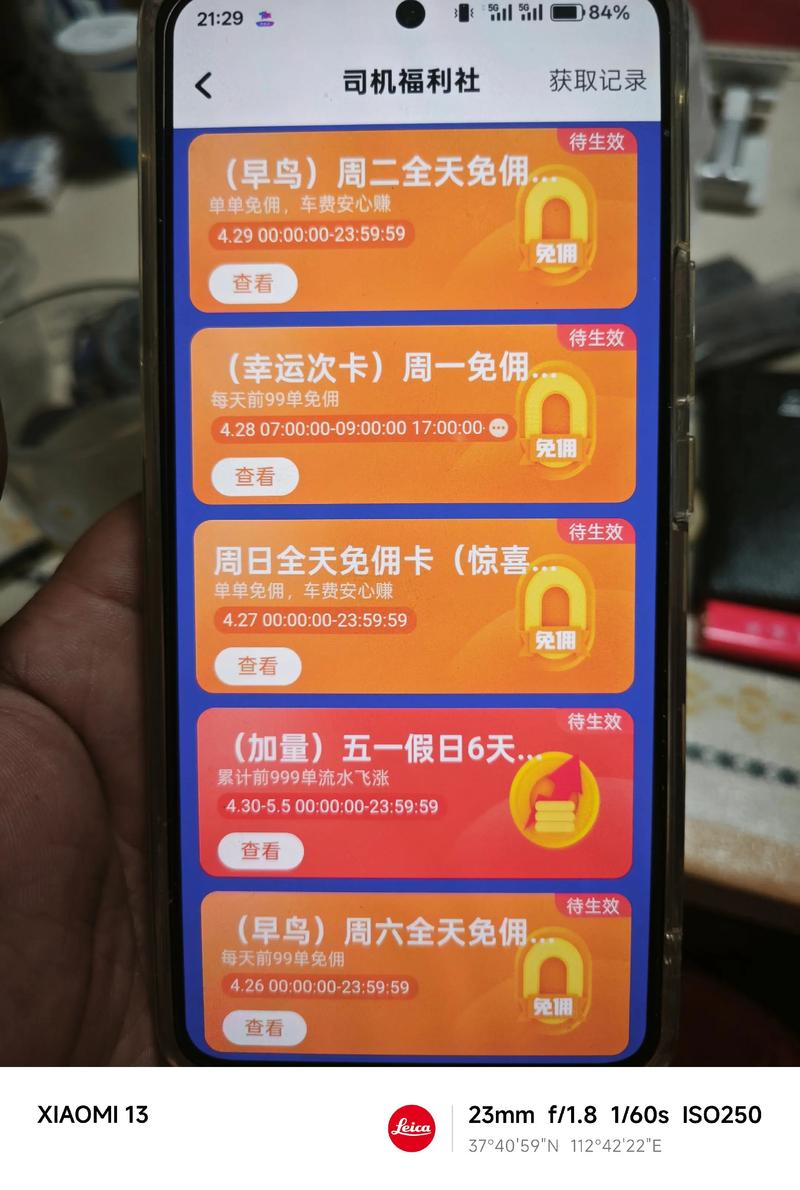 21:29 5G 5G 84%
司机福利社 获取记录
待生效
（早鸟）周二全天免佣...
单单免佣，车费安心赚
4.29 00:00:00-23:59:59
免佣
查看
待生效
（幸运次卡）周一免佣...
每天前99单免佣
4.28 07:00:00-09:00:00 17:00:00-
免佣
查看
待生效
周日全天免佣卡（惊喜...
单单免佣，车费安心赚
4.27 00:00:00-23:59:59
免佣
查看
待生效
（加量）五一假日6天...
累计前999单流水飞涨
4.30-5.5 00:00:00-23:59:59
查看
待生效
（早鸟）周六全天免佣...
每天前99单免佣
4.26 00:00:00-23:59:59
免佣
查看
XIAOMI 13
Leica
23mm f/1.8 1/60s ISO250
37°40'59"N 112°42'22"E